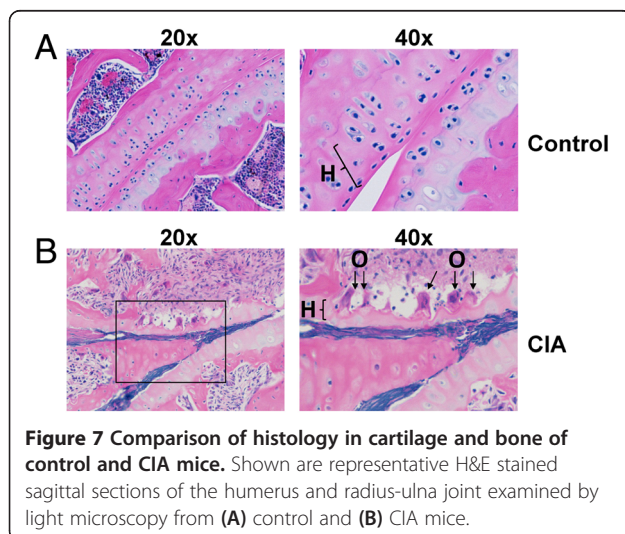 A
20x
40x
H
Control
B
20x
40x
O
O
H
CIA
Figure 7 Comparison of histology in cartilage and bone of
control and CIA mice. Shown are representative H&E stained
sagittal sections of the humerus and radius-ulna joint examined by
light microscopy from (A) control and (B) CIA mice.